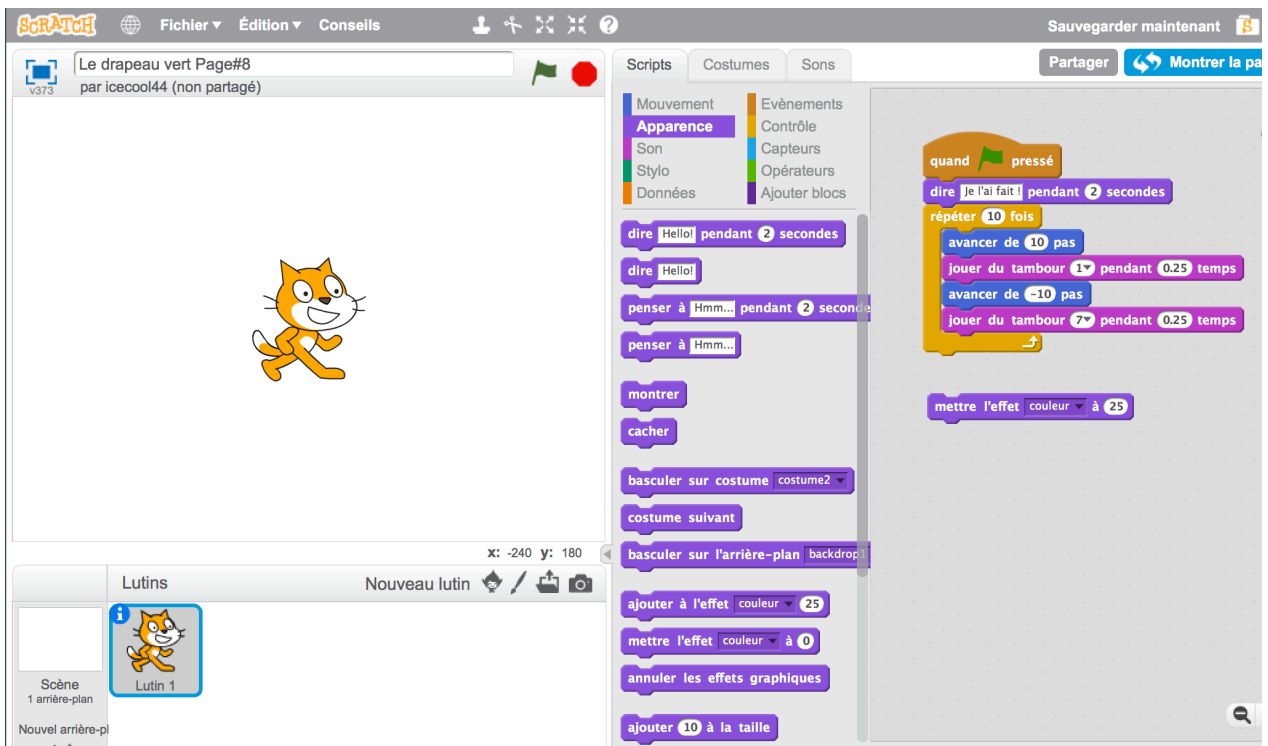 SCRATCH Fichier▼ Édition▼ Conseils Sauvegarder maintenant S
Le drapeau vert Page#8
par icecool44 (non partagé)
v373
Scripts Costumes Sons
Partager Montrer la pa
Mouvement Evènements
Apparence Contrôle
Son Capteurs
Stylo Opérateurs
Données Ajouter blocs
dire Hello! pendant 2 secondes
dire Hello!
penser à Hmm... pendant 2 seconde
penser à Hmm...
montrer
cacher
basculer sur costume costume2
costume suivant
basculer sur l'arrière-plan backdrop1
ajouter à l'effet couleur 25
mettre l'effet couleur à 0
annuler les effets graphiques
ajouter 10 à la taille
quand pressé
dire Je l'ai fait ! pendant 2 secondes
répéter 10 fois
avancer de 10 pas
jouer du tambour 1 pendant 0.25 temps
avancer de -10 pas
jouer du tambour 7 pendant 0.25 temps
mettre l'effet couleur à 25
x: -240 y: 180
Lutins Nouveau lutin
Scène
1 arrière-plan
Lutin 1
Nouvel arrière-pl